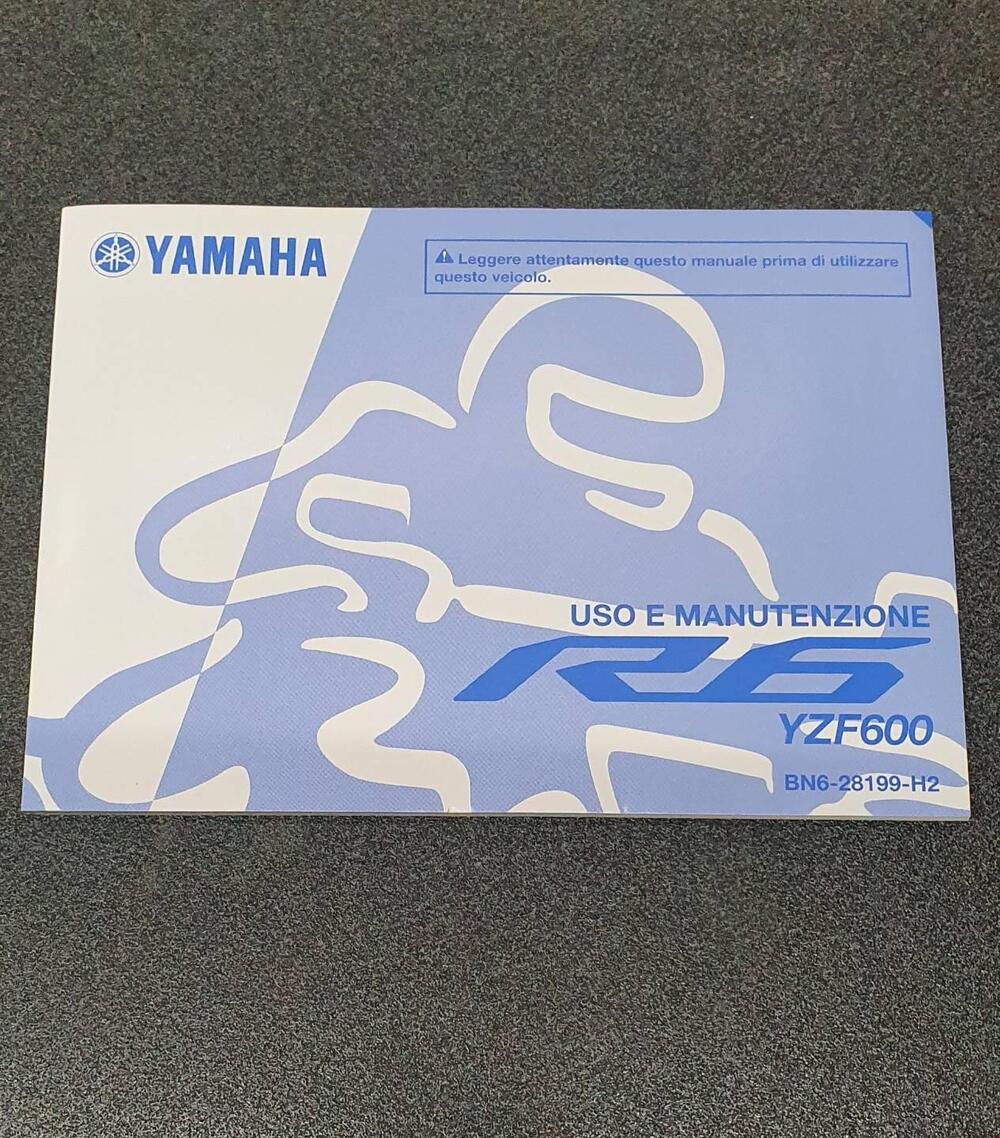 YAMAHA
Leggere attentamente questo manuale prima di utilizzare
questo veicolo.
USO E MANUTENZIONE
R6
YZF600
BN6-28199-H2